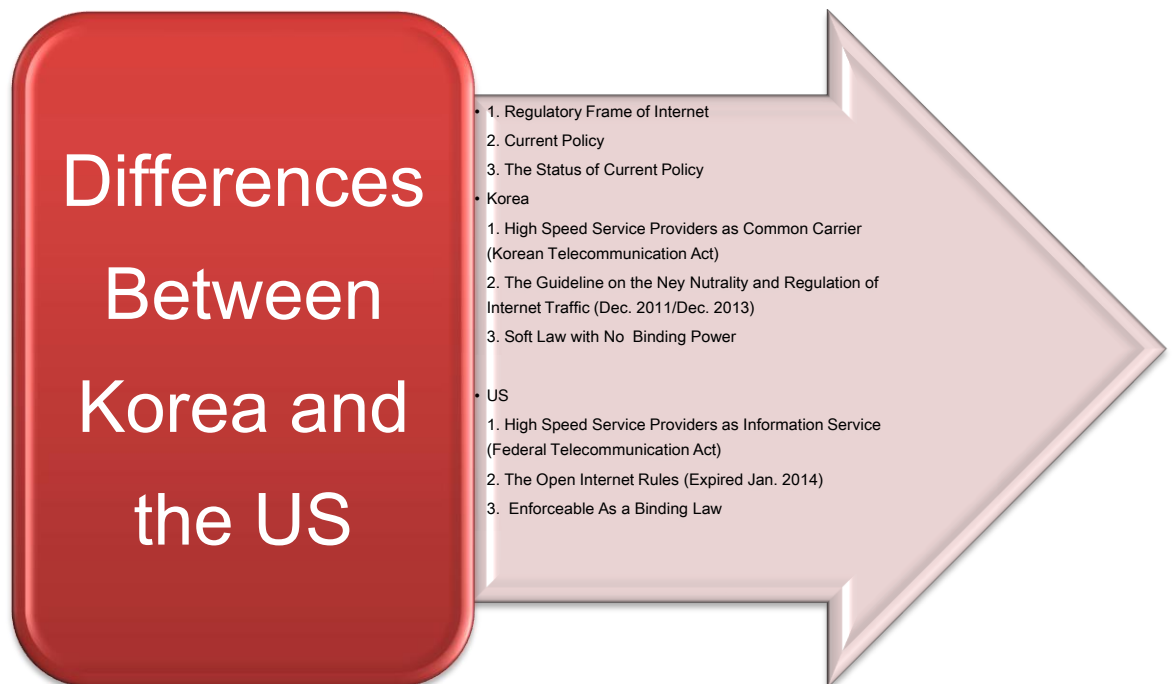 Differences
Between
Korea and
the US
• 1. Regulatory Frame of Internet
2. Current Policy
3. The Status of Current Policy
• Korea
1. High Speed Service Providers as Common Carrier
(Korean Telecommunication Act)
2. The Guideline on the Ney Nutrality and Regulation of
Internet Traffic (Dec. 2011/Dec. 2013)
3. Soft Law with No  Binding Power
• US
1. High Speed Service Providers as Information Service
(Federal Telecommunication Act)
2. The Open Internet Rules (Expired Jan. 2014)
3.  Enforceable As a Binding Law